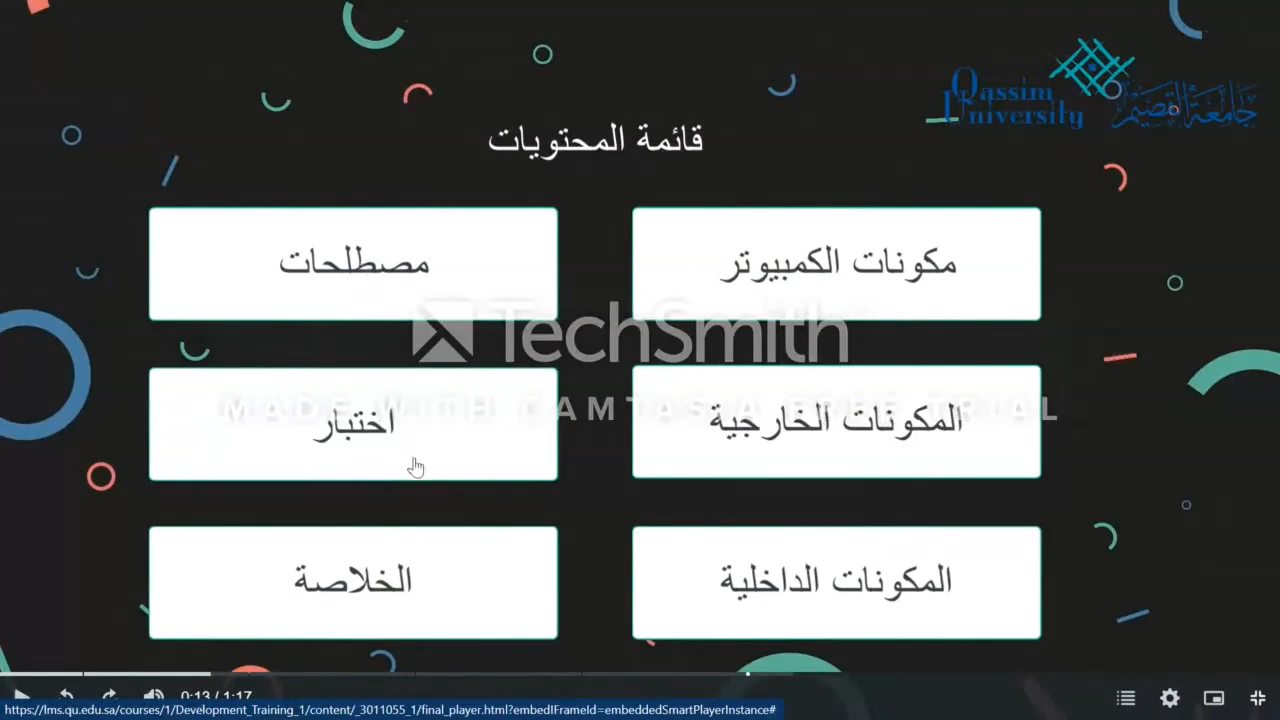 Qassim
University
جامعة القصيم
قائمة المحتويات
مكونات الكمبيوتر
مصطلحات
TechSmith
MADE WITH CAMTASIA FREE TRIAL
المكونات الخارجية
اختبار
المكونات الداخلية
الخلاصة
0:13 / 1:17
https://lms.qu.edu.sa/courses/1/Development_Training_1/content/_3011055_1/final_player.html?embedIFrameId=embeddedSmartPlayerInstance#